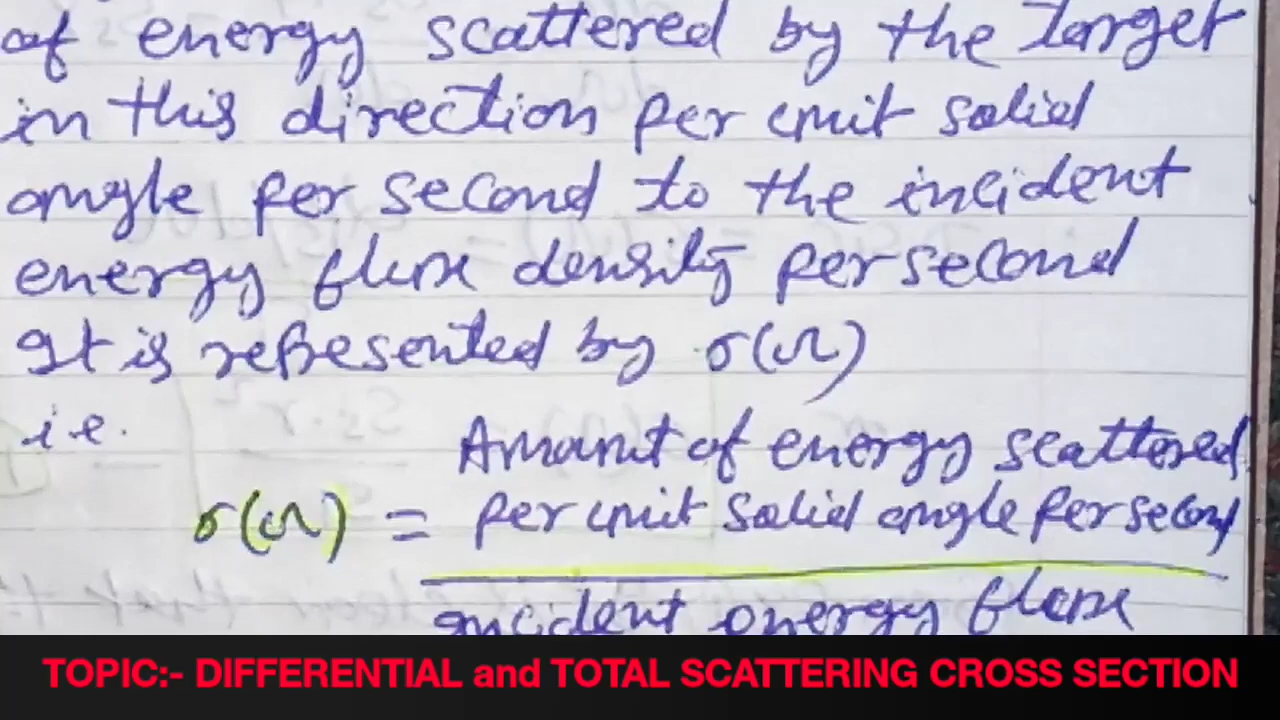 of energy scattered by the target
in this direction per unit solid
angle per second to the incident
energy flux density per second
It is represented by σ(Ω)
i.e.
Amount of energy scattered
σ(Ω) = per unit solid angle per second
incident energy flux
TOPIC:- DIFFERENTIAL and TOTAL SCATTERING CROSS SECTION